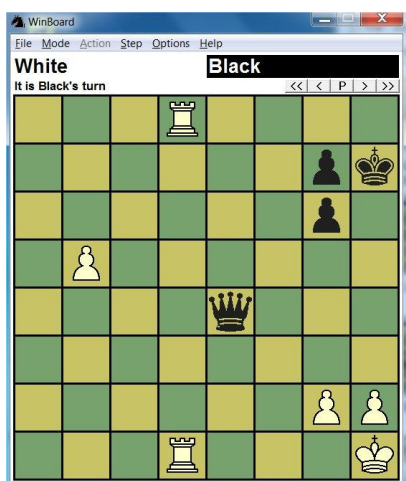 WinBoard
File Mode Action Step Options Help
White Black
It is Black's turn << < P > >>